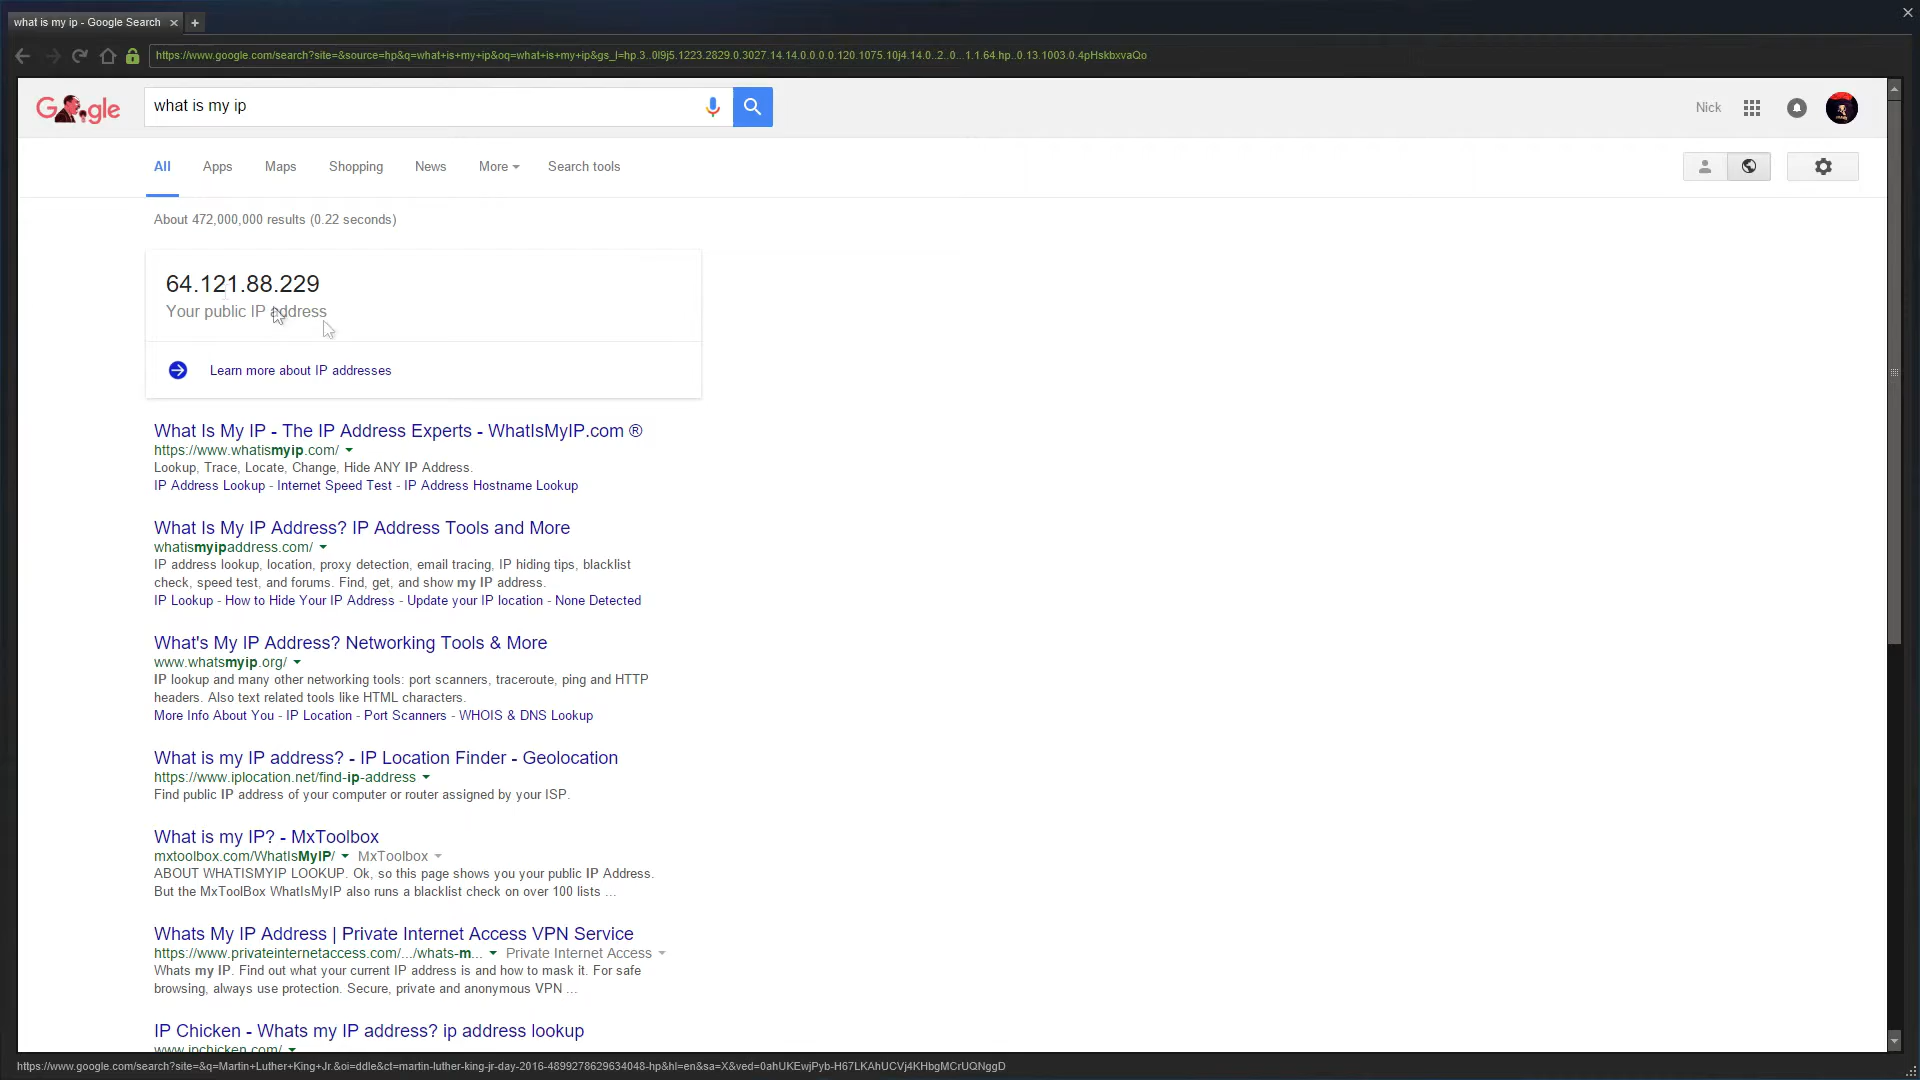 what is my ip - Google Search
https://www.google.com/search?site=&source=hp&q=what+is+my+ip&oq=what+is+my+ip&gs_l=hp.3..0l9j5.1223.2829.0.3027.14.14.0.0.0.0.120.1075.10j4.14.0..2..0...1.1.64.hp..0.13.1003.0.4pHskbxvaQo
Google
what is my ip
Nick
All Apps Maps Shopping News More Search tools
About 472,000,000 results (0.22 seconds)
64.121.88.229
Your public IP address
Learn more about IP addresses
What Is My IP - The IP Address Experts - WhatIsMyIP.com ®
https://www.whatismyip.com/
Lookup, Trace, Locate, Change, Hide ANY IP Address.
IP Address Lookup - Internet Speed Test - IP Address Hostname Lookup
What Is My IP Address? IP Address Tools and More
whatismyipaddress.com/
IP address lookup, location, proxy detection, email tracing, IP hiding tips, blacklist
check, speed test, and forums. Find, get, and show my IP address.
IP Lookup - How to Hide Your IP Address - Update your IP location - None Detected
What's My IP Address? Networking Tools & More
www.whatsmyip.org/
IP lookup and many other networking tools: port scanners, traceroute, ping and HTTP
headers. Also text related tools like HTML characters.
More Info About You - IP Location - Port Scanners - WHOIS & DNS Lookup
What is my IP address? - IP Location Finder - Geolocation
https://www.iplocation.net/find-ip-address
Find public IP address of your computer or router assigned by your ISP.
What is my IP? - MxToolbox
mxtoolbox.com/WhatIsMyIP/ MxToolbox
ABOUT WHATISMYIP LOOKUP. Ok, so this page shows you your public IP Address.
But the MxToolBox WhatIsMyIP also runs a blacklist check on over 100 lists ...
Whats My IP Address | Private Internet Access VPN Service
https://www.privateinternetaccess.com/.../whats-m... Private Internet Access
Whats my IP. Find out what your current IP address is and how to mask it. For safe
browsing, always use protection. Secure, private and anonymous VPN ...
IP Chicken - Whats my IP address? ip address lookup
www.ipchicken.com/
https://www.google.com/search?site=&q=Martin+Luther+King+Jr.&oi=ddle&ct=martin-luther-king-jr-day-2016-4899278629634048-hp&hl=en&sa=X&ved=0ahUKEwjPyb-H67LKAhUCVj4KHbgMCrUQNggD